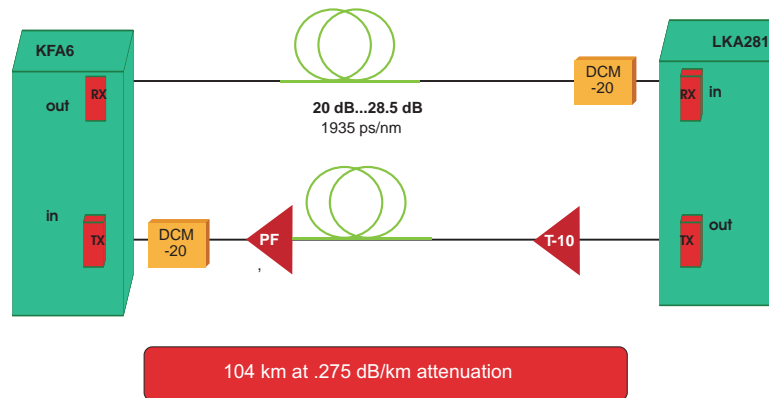 KFA6
LKA281
RX
out
DCM
-20
RX
in
20 dB...28.5 dB
1935 ps/nm
in
TX
DCM
-20
PF
,
T-10
TX
out
104 km at .275 dB/km attenuation